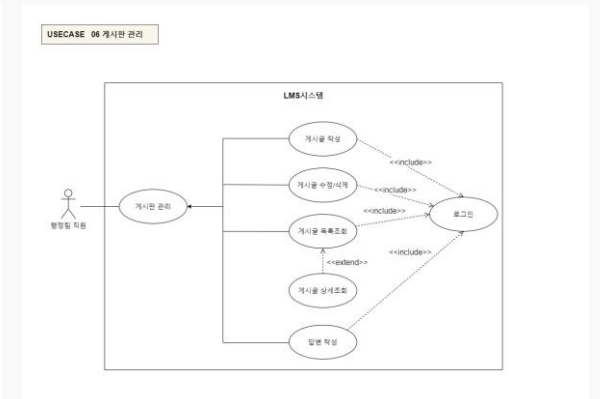 USECASE 06 게시판 관리
LMS시스템
게시글 작성
<<include>>
게시글 수정/삭제
<<include>>
행정팀 직원
게시판 관리
<<include>>
로그인
게시글 목록조회
<<include>>
<<extend>>
게시글 상세조회
답변 작성